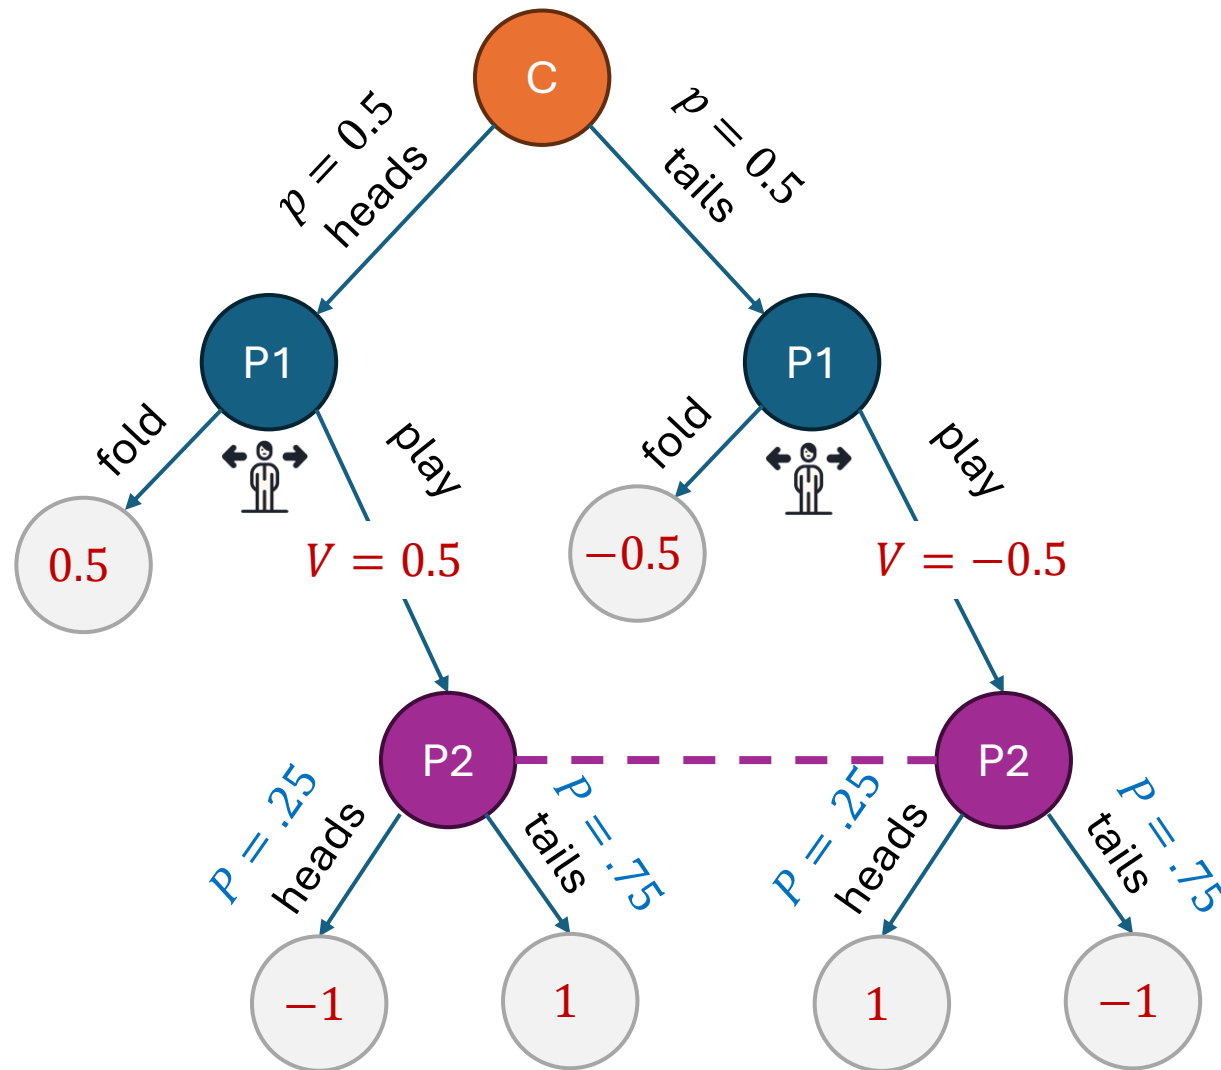 C
p = 0.5
heads
p = 0.5
tails
P1
P1
fold
play
fold
play
0.5
V = 0.5
−0.5
V = −0.5
P2
P2
P = .25
heads
P = .75
tails
P = .25
heads
P = .75
tails
−1
1
1
−1